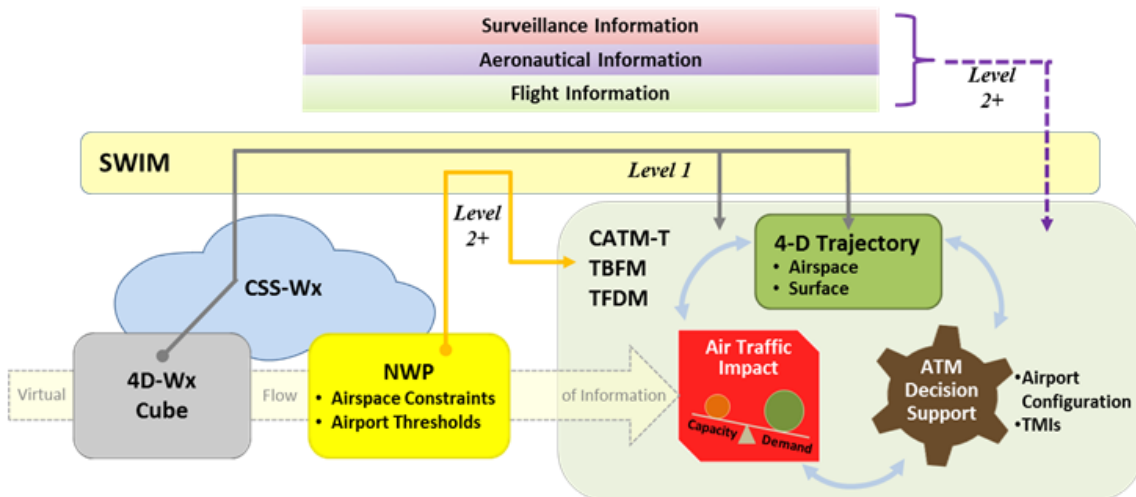 Surveillance Information
Aeronautical Information
Flight Information
Level
2+
SWIM
Level 1
Level
2+
CATM-T
TBFM
TFDM
4-D Trajectory
• Airspace
• Surface
CSS-Wx
Virtual
4D-Wx
Cube
Flow
NWP
• Airspace Constraints
• Airport Thresholds
of Information
Air Traffic
Impact
Capacity
Demand
ATM
Decision
Support
•Airport
Configuration
•TMIs